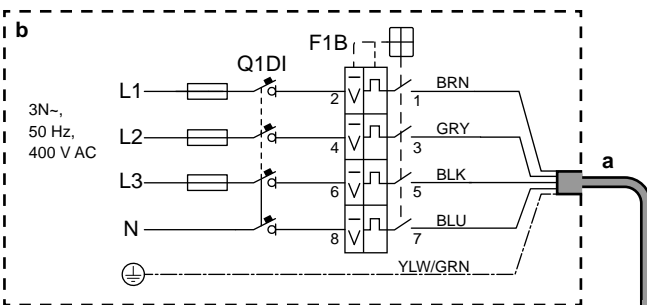 b
F1B
Q1DI
3N~,
50 Hz,
400 V AC
L1
2
1
BRN
L2
4
3
GRY
L3
6
5
BLK
N
8
7
BLU
YLW/GRN
a